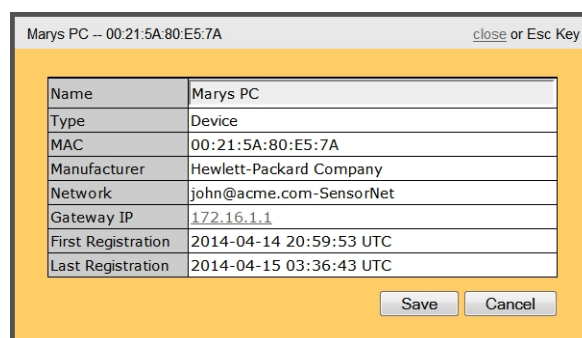 Marys PC -- 00:21:5A:80:E5:7A close or Esc Key
Name Marys PC
Type Device
MAC 00:21:5A:80:E5:7A
Manufacturer Hewlett-Packard Company
Network john@acme.com-SensorNet
Gateway IP 172.16.1.1
First Registration 2014-04-14 20:59:53 UTC
Last Registration 2014-04-15 03:36:43 UTC
Save Cancel